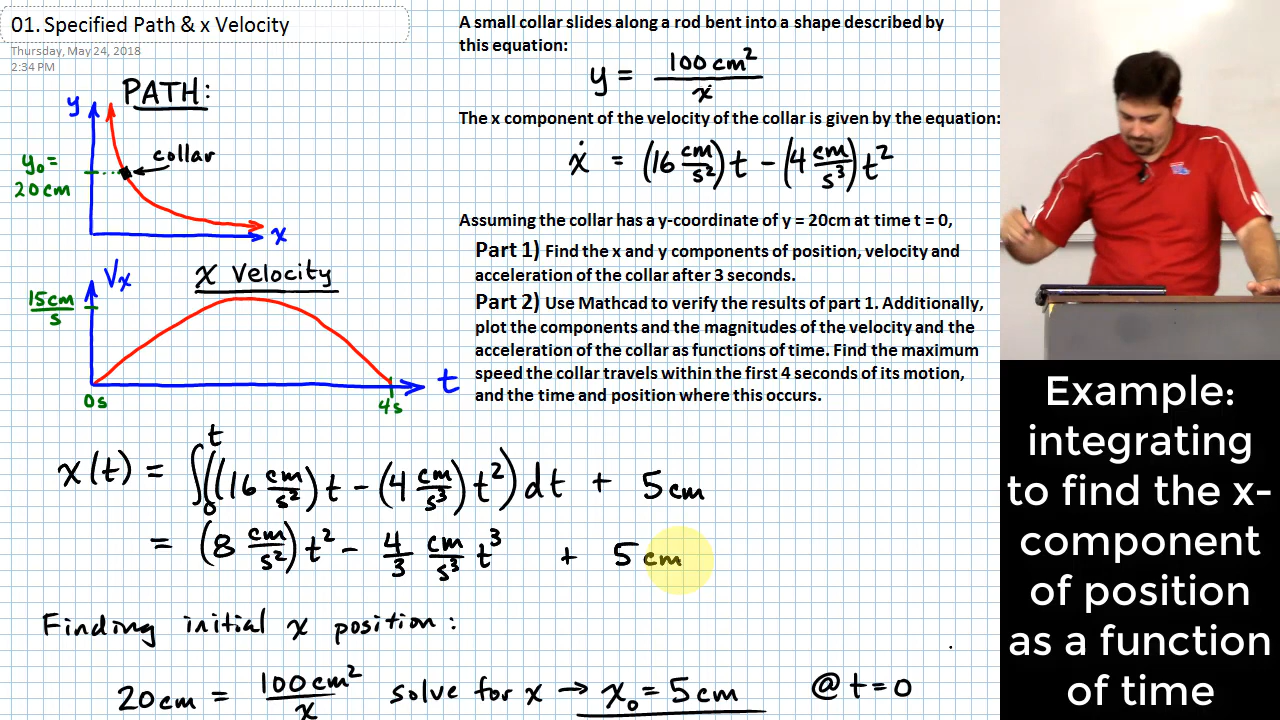 01. Specified Path & x Velocity
Thursday, May 24, 2018
2:34 PM
PATH:
y
collar
y₀ =
20cm
x
Vx
X Velocity
15cm/s
t
0s
4s
A small collar slides along a rod bent into a shape described by
this equation:
y = 100 cm²/x
The x component of the velocity of the collar is given by the equation:
ẋ = (16 cm/s²)t − (4 cm/s³)t²
Assuming the collar has a y-coordinate of y = 20cm at time t = 0,
Part 1) Find the x and y components of position, velocity and
acceleration of the collar after 3 seconds.
Part 2) Use Mathcad to verify the results of part 1. Additionally,
plot the components and the magnitudes of the velocity and the
acceleration of the collar as functions of time. Find the maximum
speed the collar travels within the first 4 seconds of its motion,
and the time and position where this occurs.
x(t) = ∫₀ᵗ((16 cm/s²)t − (4 cm/s³)t²)dt + 5cm
= (8 cm/s²)t² − 4/3 cm/s³ t³ + 5cm
Finding initial x position:
20cm = 100cm²/x solve for x → x₀ = 5cm @ t = 0
Example:
integrating
to find the x-
component
of position
as a function
of time